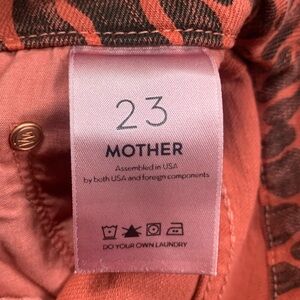 23
MOTHER
Assembled in USA
by both USA and foreign components
DO YOUR OWN LAUNDRY